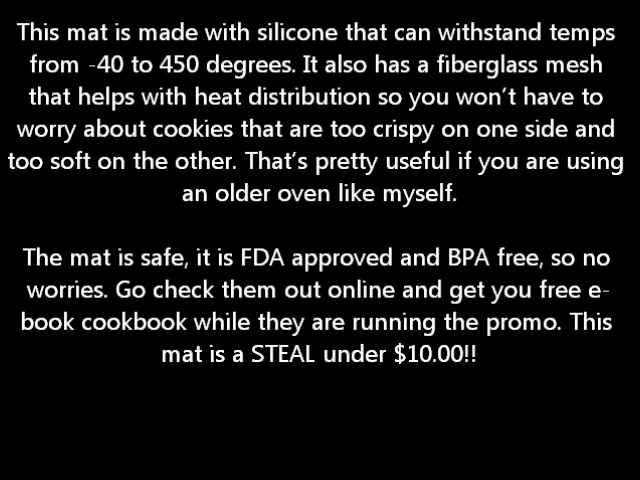 This mat is made with silicone that can withstand temps
from -40 to 450 degrees. It also has a fiberglass mesh
that helps with heat distribution so you won't have to
worry about cookies that are too crispy on one side and
too soft on the other. That's pretty useful if you are using
an older oven like myself.
The mat is safe, it is FDA approved and BPA free, so no
worries. Go check them out online and get you free e-
book cookbook while they are running the promo. This
mat is a STEAL under $10.00!!